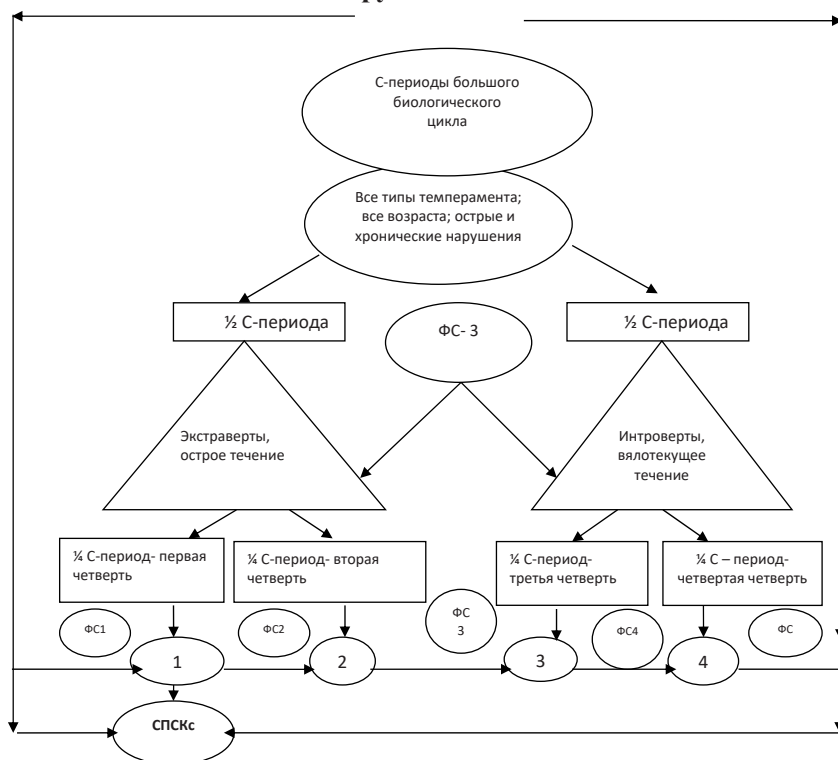 С-периоды большого
биологического
цикла
Все типы темперамента;
все возраста; острые и
хронические нарушения
½ С-периода
ФС- 3
½ С-периода
Экстраверты,
острое течение
Интроверты,
вялотекущее
течение
¼ С-период- первая
четверть
¼ С-период- вторая
четверть
¼ С-период-
третья четверть
¼ С – период-
четвертая четверть
ФС1
ФС2
ФС
3
ФС4
ФС
1
2
3
4
СПСКс